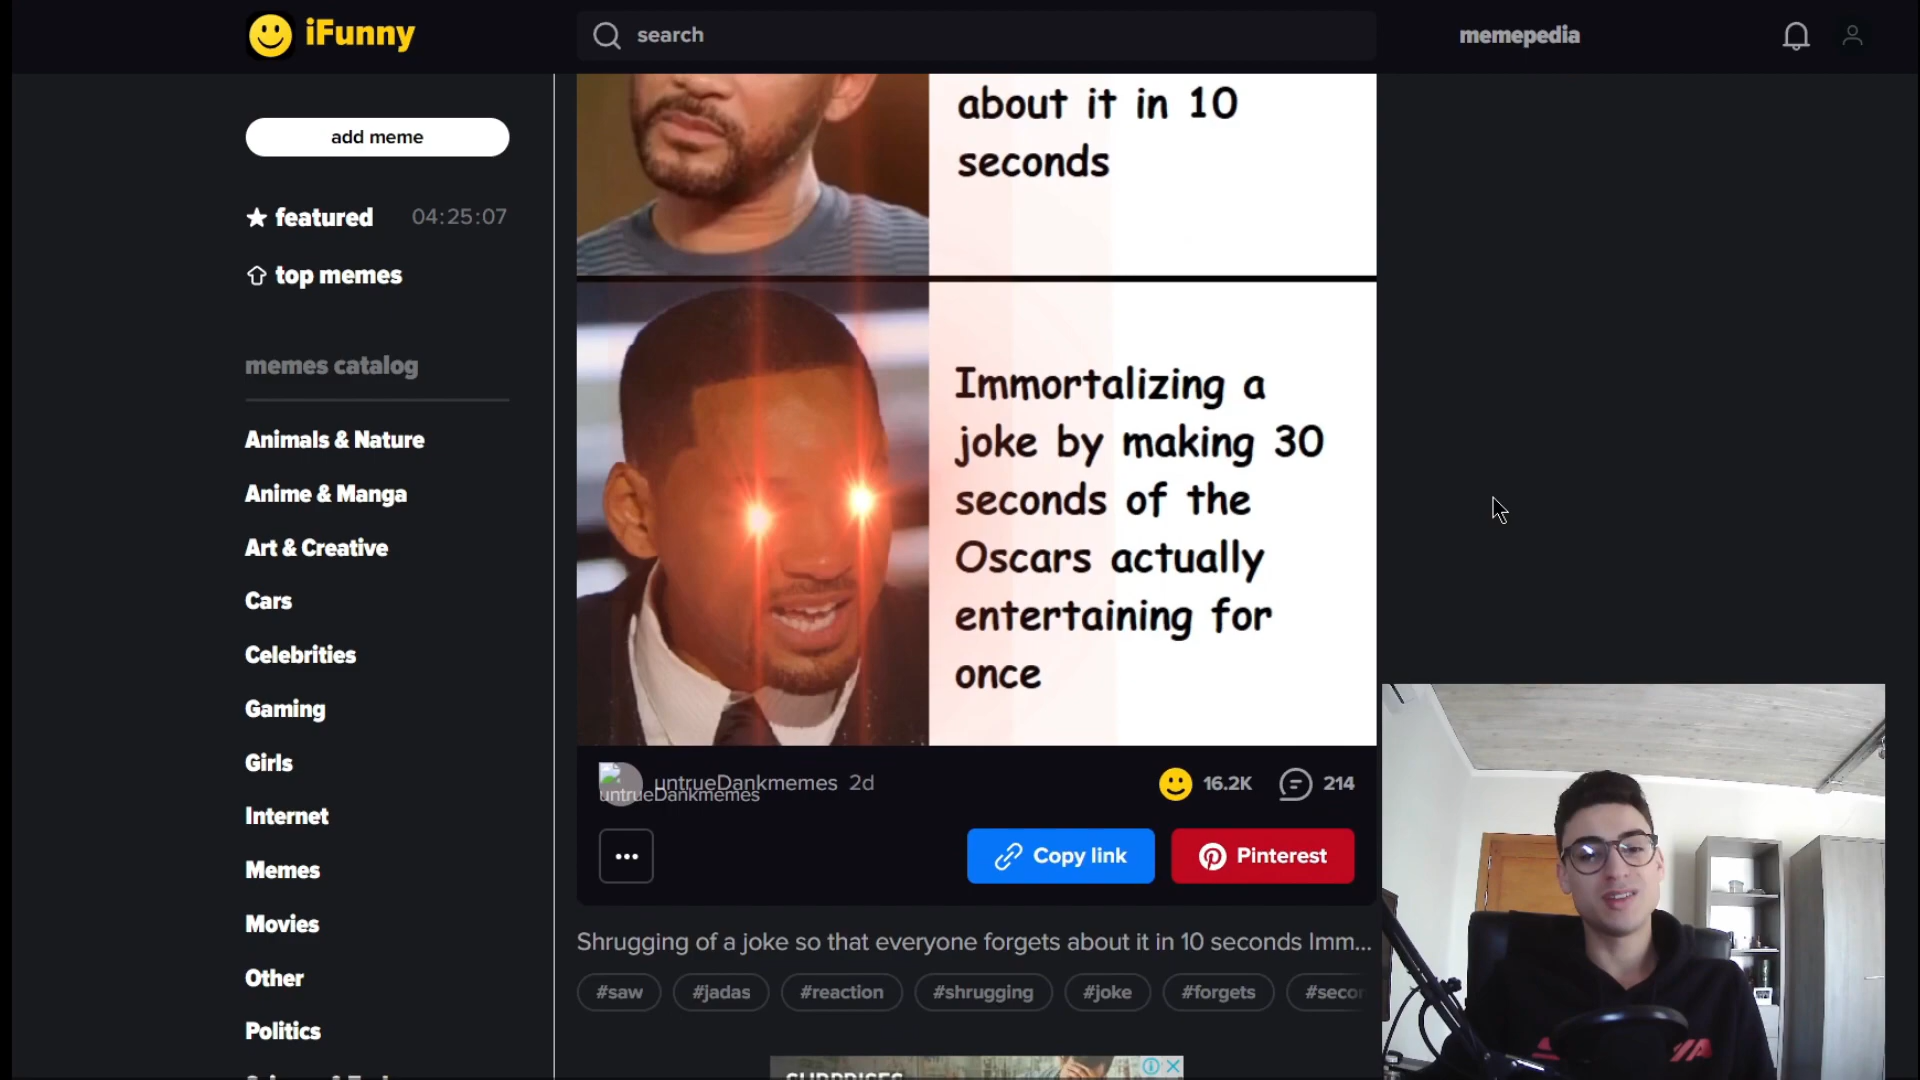 iFunny
search
memepedia
add meme
featured 04:25:07
top memes
memes catalog
Animals & Nature
Anime & Manga
Art & Creative
Cars
Celebrities
Gaming
Girls
Internet
Memes
Movies
Other
Politics
about it in 10
seconds
Immortalizing a
joke by making 30
seconds of the
Oscars actually
entertaining for
once
untrueDankmemes 2d
untrueDankmemes
16.2K 214
Copy link
Pinterest
Shrugging of a joke so that everyone forgets about it in 10 seconds Imm...
#saw #jadas #reaction #shrugging #joke #forgets #secon
SURPRISES